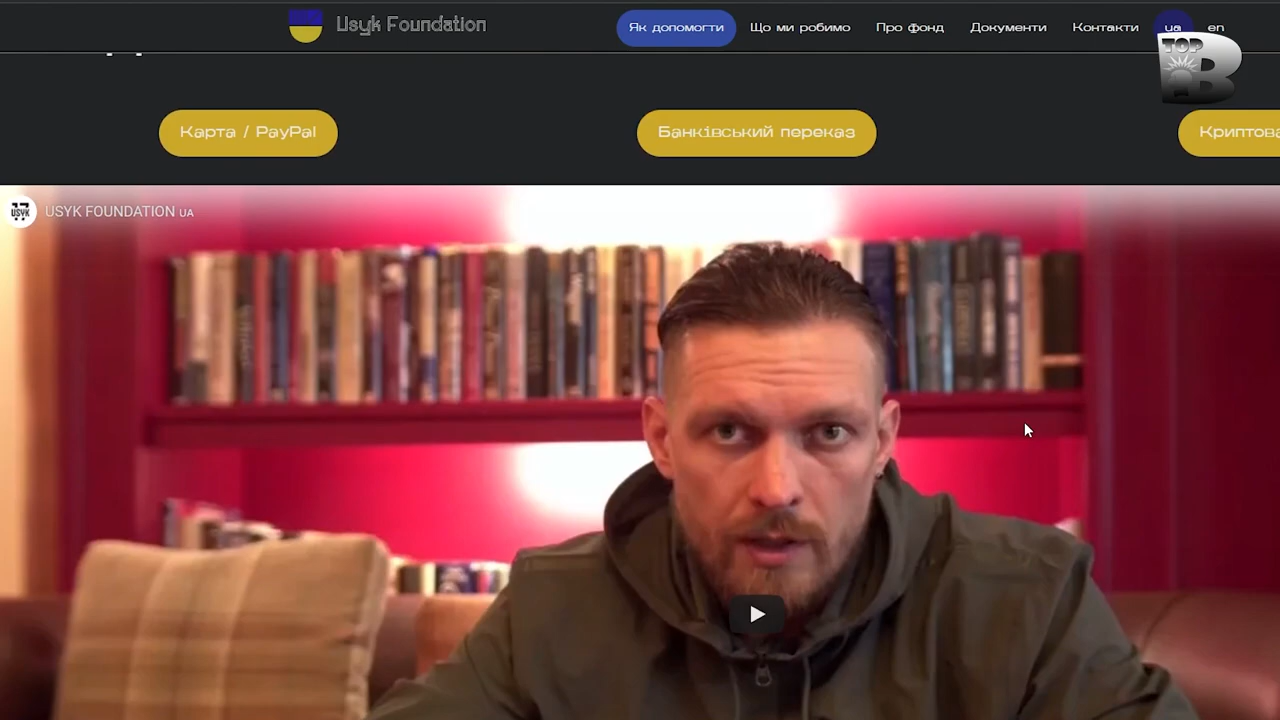 Usyk Foundation
Як допомогти
Що ми робимо
Про фонд
Документи
Контакти
ua
en
TOP
B
Карта / PayPal
Банківський переказ
USYK
USYK FOUNDATION UA